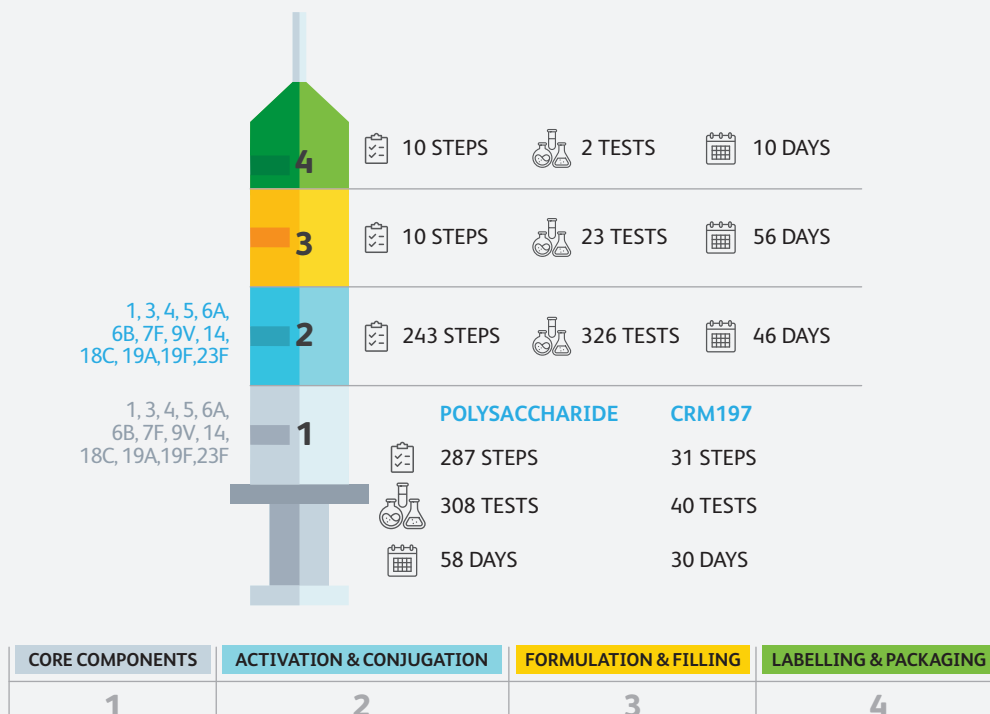 4
10 STEPS
2 TESTS
10 DAYS
3
10 STEPS
23 TESTS
56 DAYS
1, 3, 4, 5, 6A,
6B, 7F, 9V, 14,
18C, 19A,19F,23F
2
243 STEPS
326 TESTS
46 DAYS
1, 3, 4, 5, 6A,
6B, 7F, 9V, 14,
18C, 19A,19F,23F
1
POLYSACCHARIDE
CRM197
287 STEPS
31 STEPS
308 TESTS
40 TESTS
58 DAYS
30 DAYS
CORE COMPONENTS
ACTIVATION & CONJUGATION
FORMULATION & FILLING
LABELLING & PACKAGING
1
2
3
4